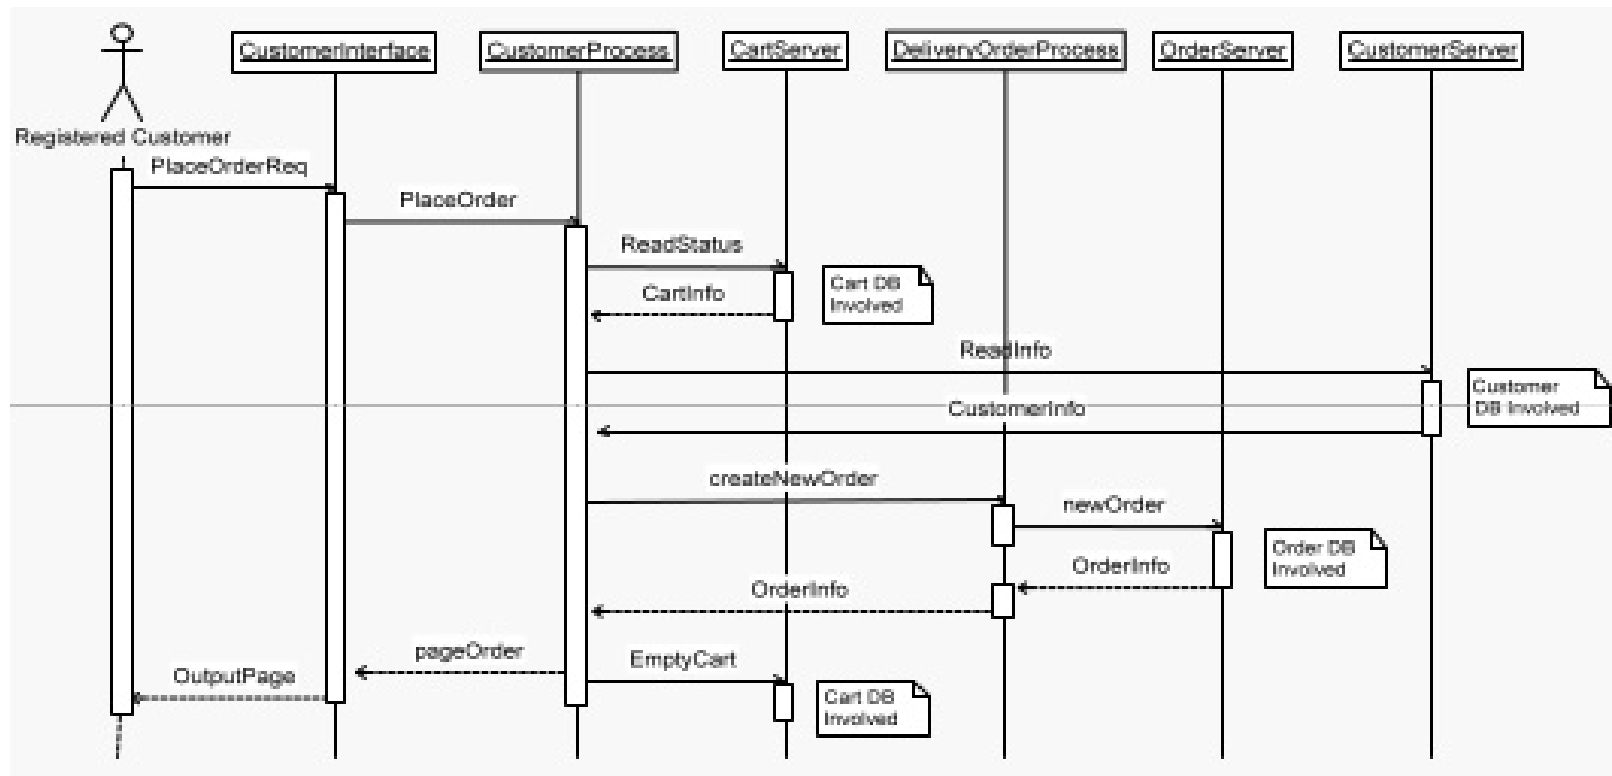 CustomerInterface
CustomerProcess
CartServer
DeliveryOrderProcess
OrderServer
CustomerServer
Registered Customer
PlaceOrderReq
PlaceOrder
ReadStatus
CartInfo
Cart DB
Involved
ReadInfo
Customer
DB Involved
CustomerInfo
createNewOrder
newOrder
Order DB
Involved
OrderInfo
OrderInfo
pageOrder
EmptyCart
OutputPage
Cart DB
Involved